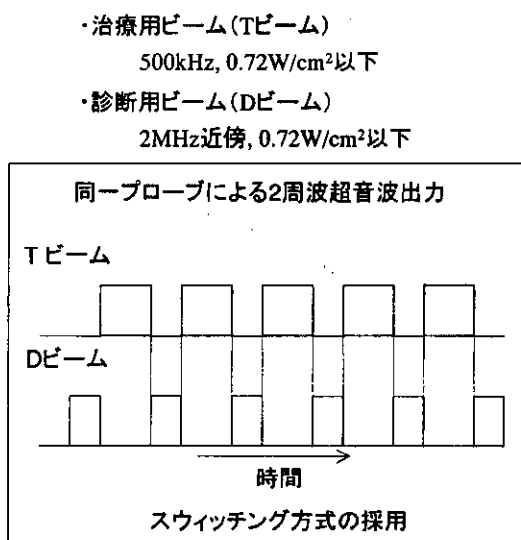 ・治療用ビーム(Tビーム)
500kHz, 0.72W/cm²以下
・診断用ビーム(Dビーム)
2MHz近傍, 0.72W/cm²以下
同一プローブによる2周波超音波出力
Tビーム
Dビーム
時間
スウィッチング方式の採用